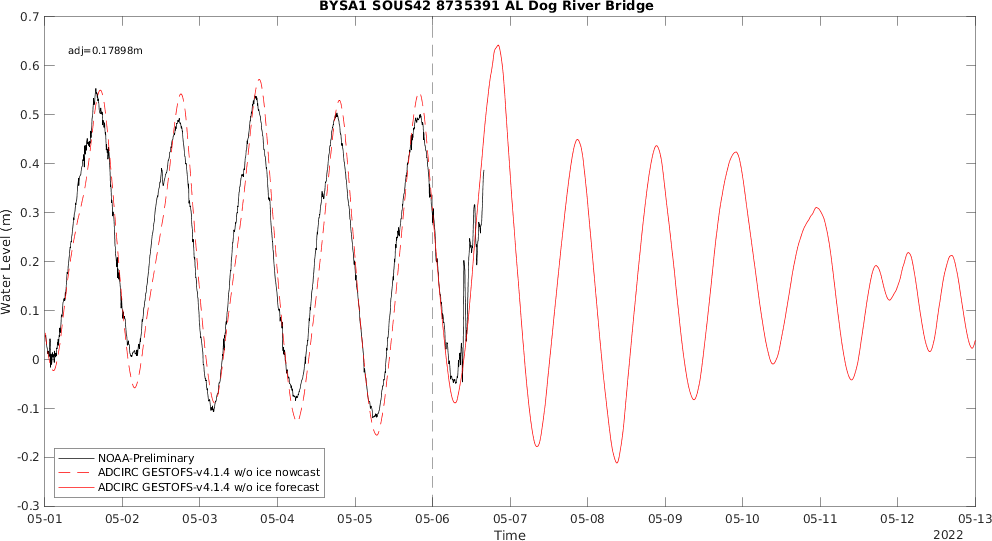 BYSA1 SOUS42 8735391 AL Dog River Bridge
adj=0.17898m
0.7
0.6
0.5
0.4
0.3
0.2
0.1
0
-0.1
-0.2
-0.3
Water Level (m)
NOAA-Preliminary
ADCIRC GESTOFS-v4.1.4 w/o ice nowcast
ADCIRC GESTOFS-v4.1.4 w/o ice forecast
05-01 05-02 05-03 05-04 05-05 05-06 05-07 05-08 05-09 05-10 05-11 05-12 05-13
Time
2022